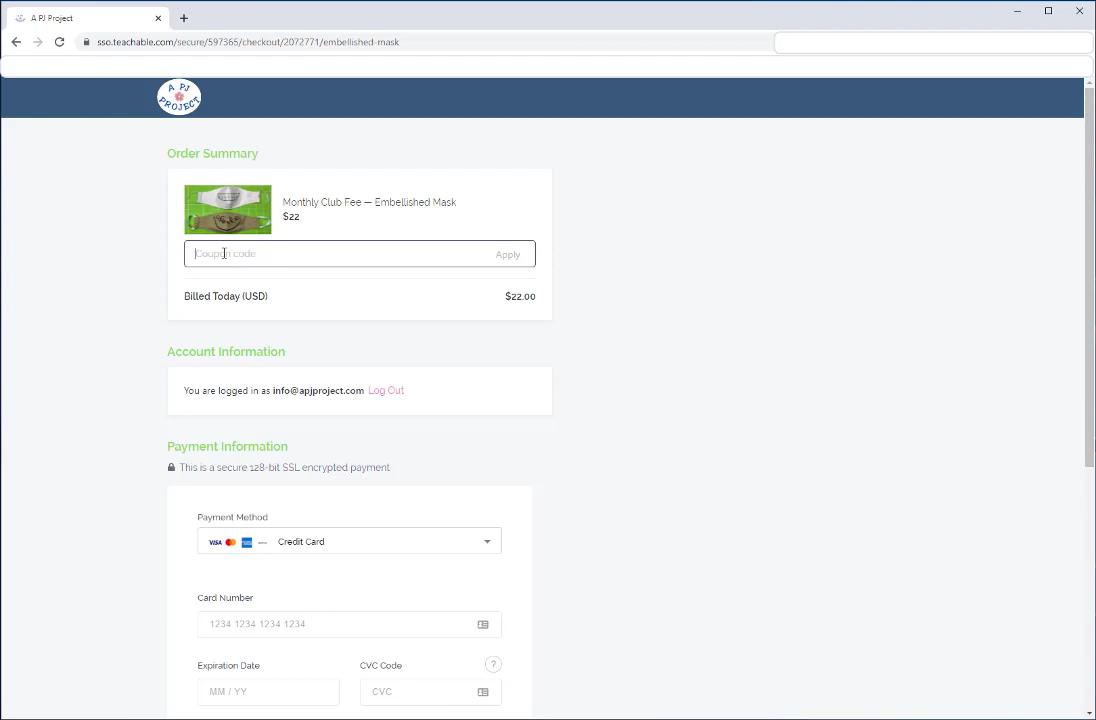 A PJ Project
sso.teachable.com/secure/597365/checkout/2072771/embellished-mask
A PJ
PROJECT
Order Summary
Monthly Club Fee — Embellished Mask
$22
Coupon code
Apply
Billed Today (USD)
$22.00
Account Information
You are logged in as info@apjproject.com Log Out
Payment Information
This is a secure 128-bit SSL encrypted payment
Payment Method
VISA
Credit Card
Card Number
1234 1234 1234 1234
Expiration Date
CVC Code
?
MM / YY
CVC